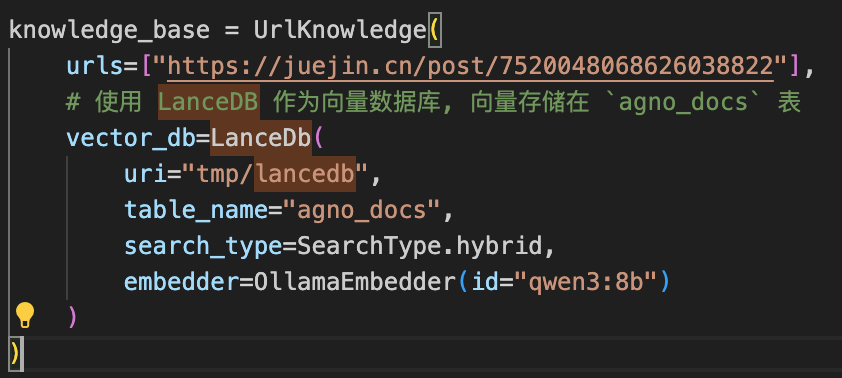 knowledge_base = UrlKnowledge(
    urls=["https://juejin.cn/post/7520048068626038822"],
    # 使用 LanceDB 作为向量数据库, 向量存储在 `agno_docs` 表
    vector_db=LanceDb(
        uri="tmp/lancedb",
        table_name="agno_docs",
        search_type=SearchType.hybrid,
        embedder=OllamaEmbedder(id="qwen3:8b")
    )
)